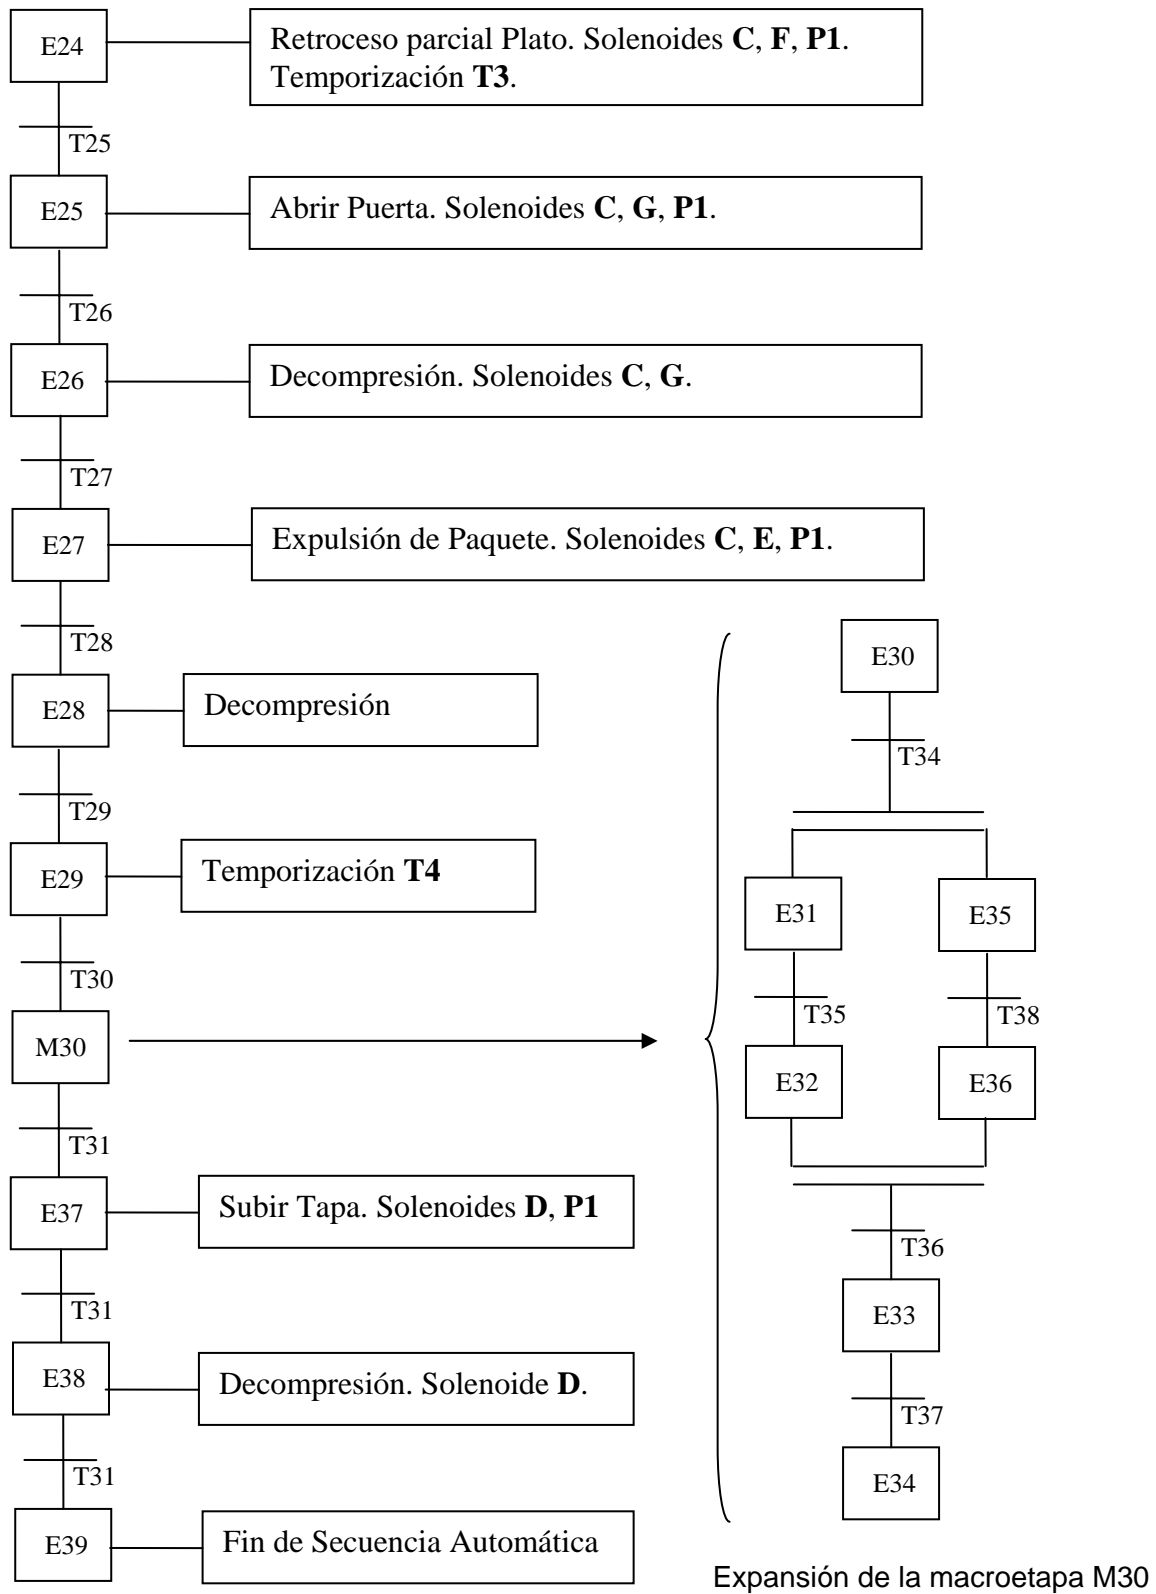 E24
Retroceso parcial Plato. Solenoides C, F, P1.
Temporización T3.
T25
E25
Abrir Puerta. Solenoides C, G, P1.
T26
E26
Decompresión. Solenoides C, G.
T27
E27
Expulsión de Paquete. Solenoides C, E, P1.
T28
E28
Decompresión
T29
E29
Temporización T4
T30
M30
T31
E37
Subir Tapa. Solenoides D, P1
T31
E38
Decompresión. Solenoide D.
T31
E39
Fin de Secuencia Automática
E30
T34
E31
E35
T35
T38
E32
E36
T36
E33
T37
E34
Expansión de la macroetapa M30